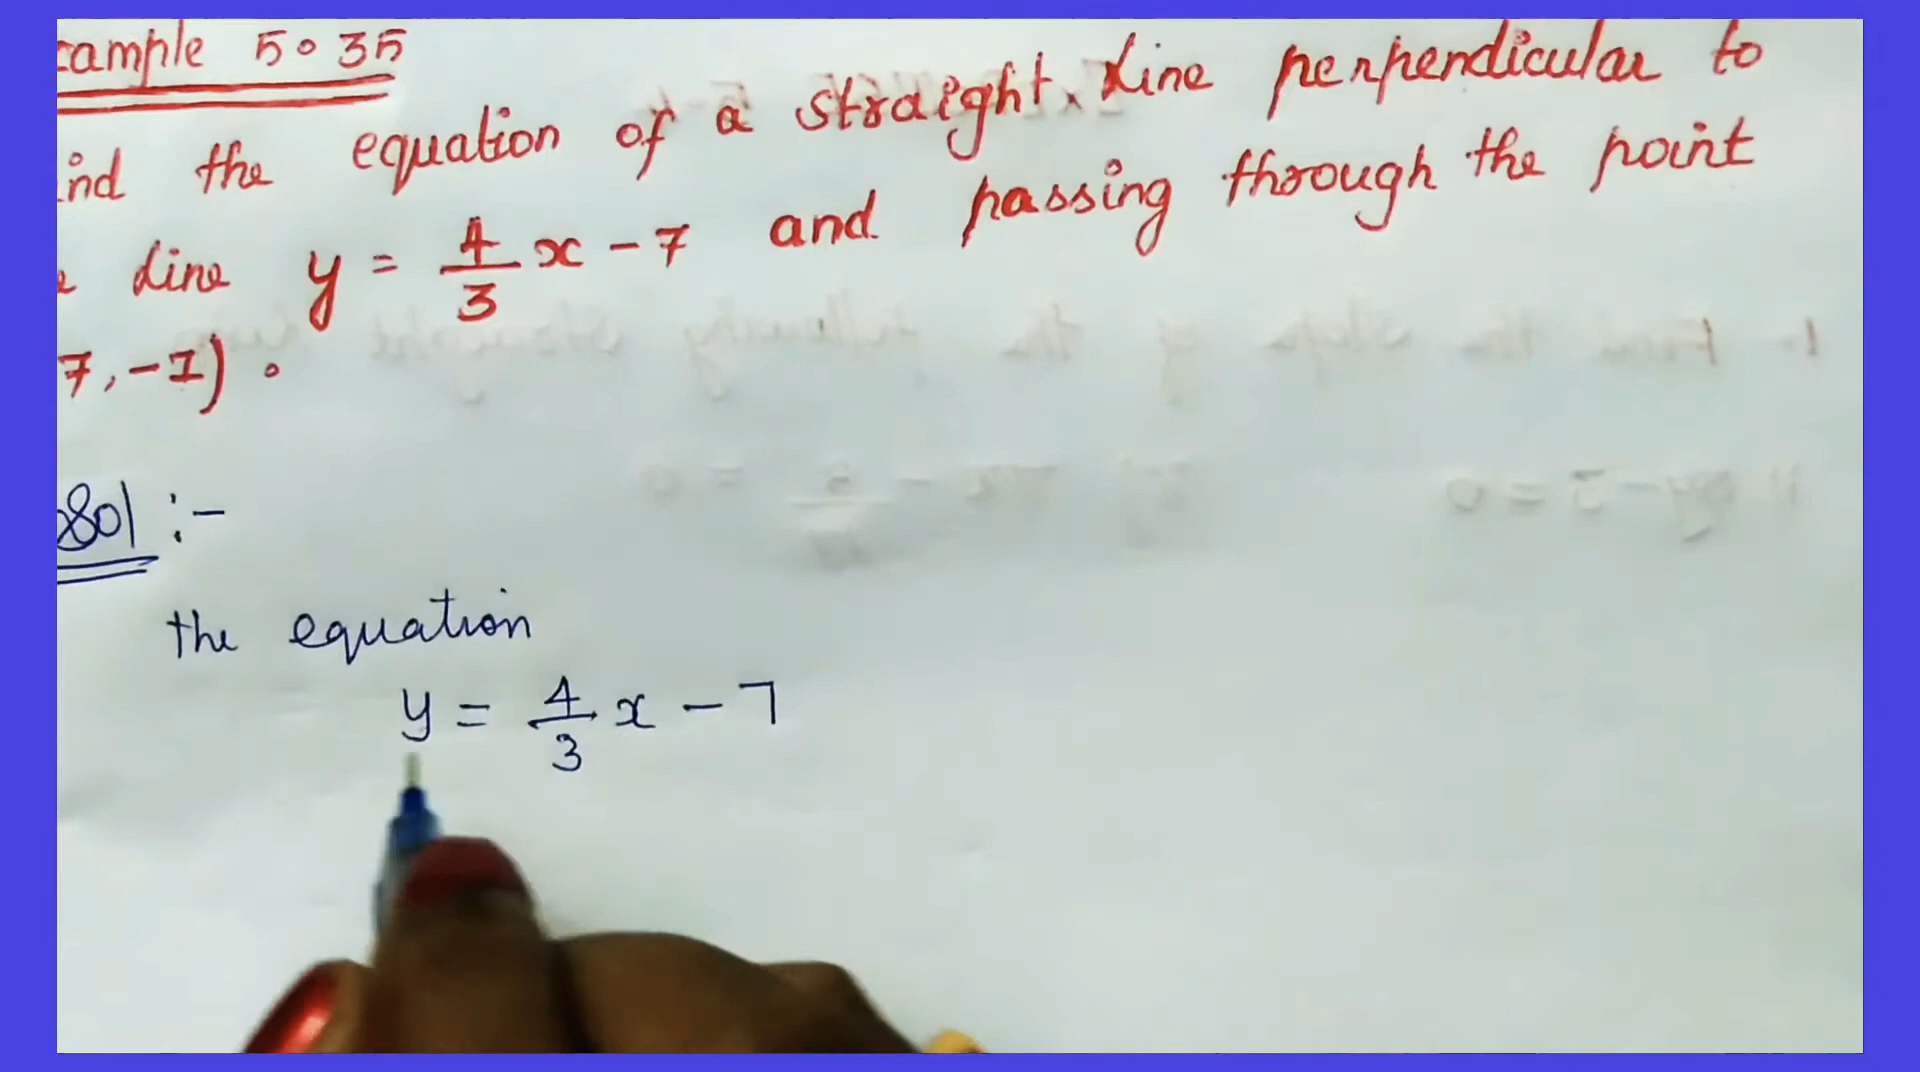 ample 5.35
ind the equation of a straight line perpendicular to
e line y = 4/3 x - 7 and passing through the point
7, -1).
Sol :-
the equation
y = 4/3 x - 7